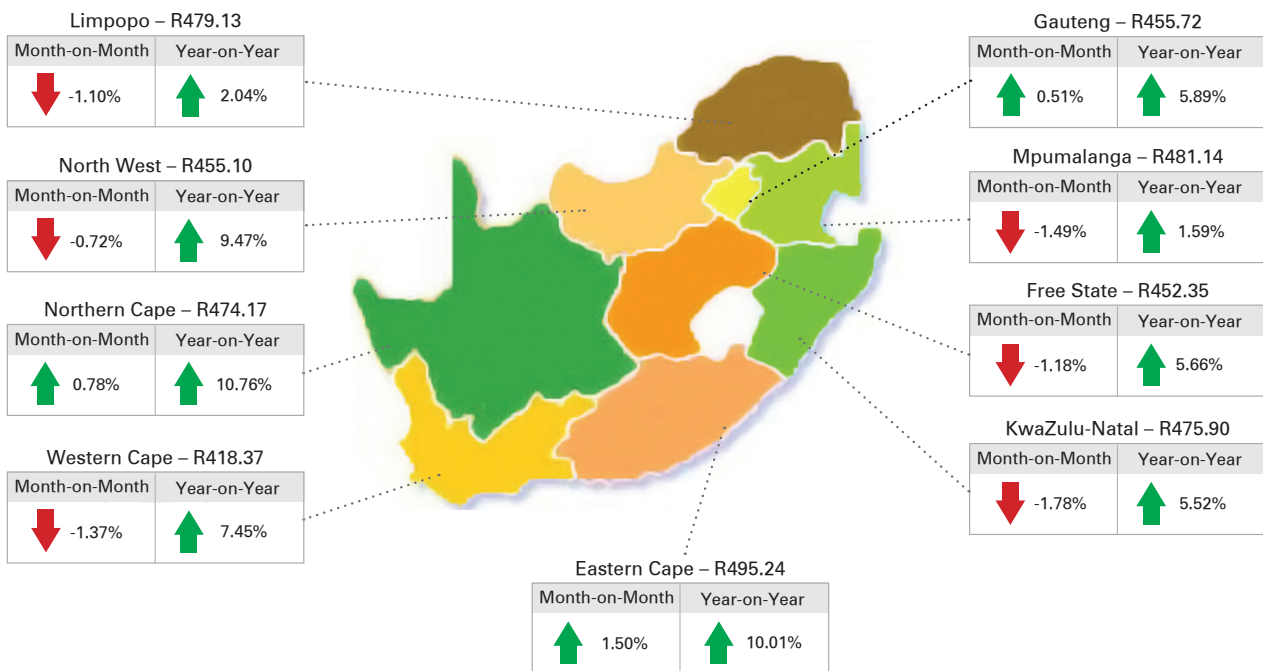 Limpopo – R479.13
Month-on-Month Year-on-Year
-1.10% 2.04%
North West – R455.10
Month-on-Month Year-on-Year
-0.72% 9.47%
Northern Cape – R474.17
Month-on-Month Year-on-Year
0.78% 10.76%
Western Cape – R418.37
Month-on-Month Year-on-Year
-1.37% 7.45%
Eastern Cape – R495.24
Month-on-Month Year-on-Year
1.50% 10.01%
Gauteng – R455.72
Month-on-Month Year-on-Year
0.51% 5.89%
Mpumalanga – R481.14
Month-on-Month Year-on-Year
-1.49% 1.59%
Free State – R452.35
Month-on-Month Year-on-Year
-1.18% 5.66%
KwaZulu-Natal – R475.90
Month-on-Month Year-on-Year
-1.78% 5.52%